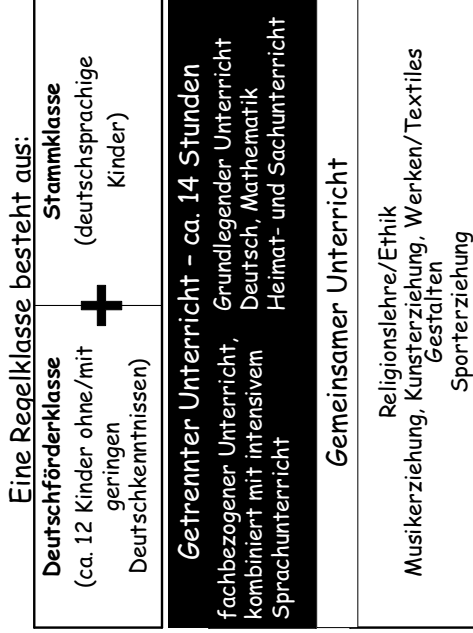 Eine Regelklasse besteht aus:
Deutschförderklasse
(ca. 12 Kinder ohne/mit
geringen
Deutschkenntnissen)
+
Stammklasse
(deutschsprachige
Kinder)
Getrennter Unterricht – ca. 14 Stunden
fachbezogener Unterricht,
kombiniert mit intensivem
Sprachunterricht
Grundlegender Unterricht
Deutsch, Mathematik
Heimat- und Sachunterricht
Gemeinsamer Unterricht
Religionslehre/Ethik
Musikerziehung, Kunsterziehung, Werken/Textiles
Gestalten
Sporterziehung